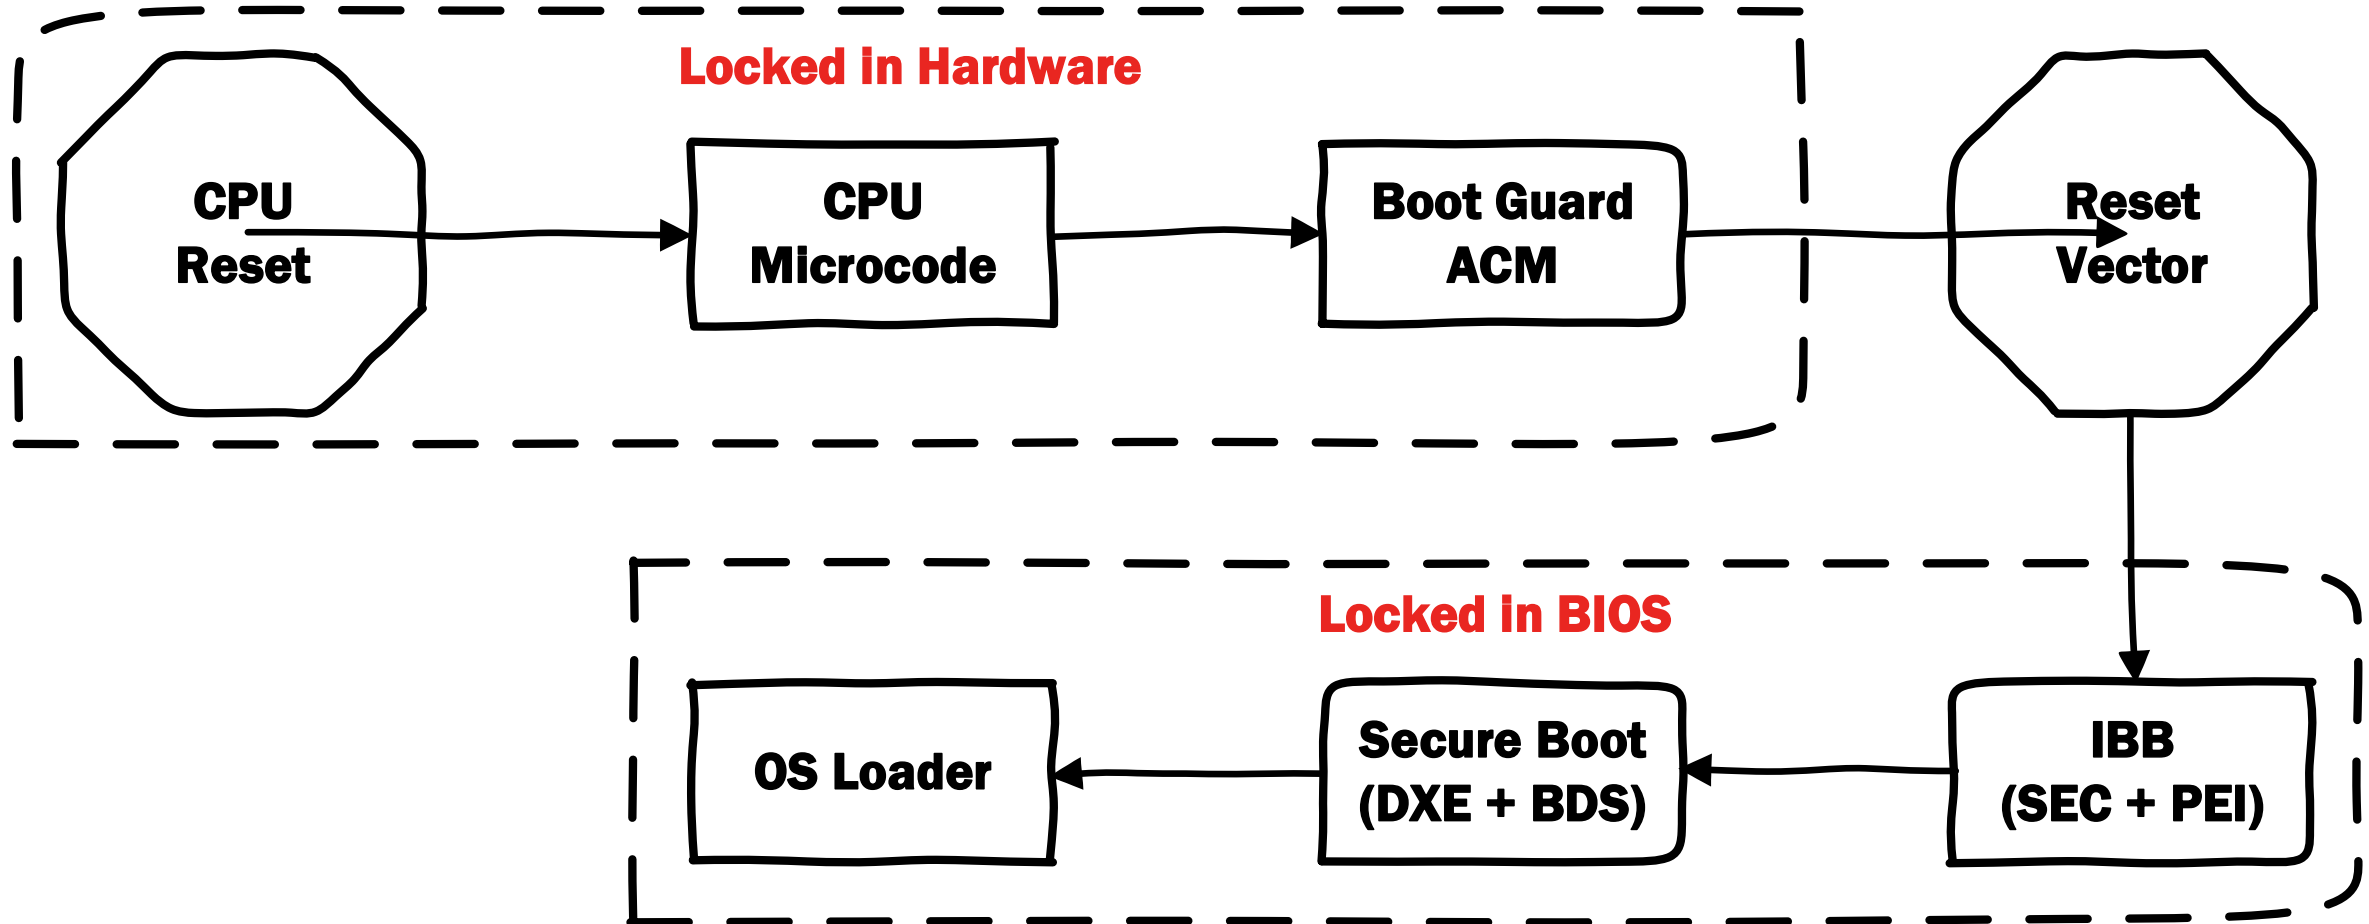 Locked in Hardware
CPU
Reset
CPU
Microcode
Boot Guard
ACM
Reset
Vector
Locked in BIOS
OS Loader
Secure Boot
(DXE + BDS)
IBB
(SEC + PEI)